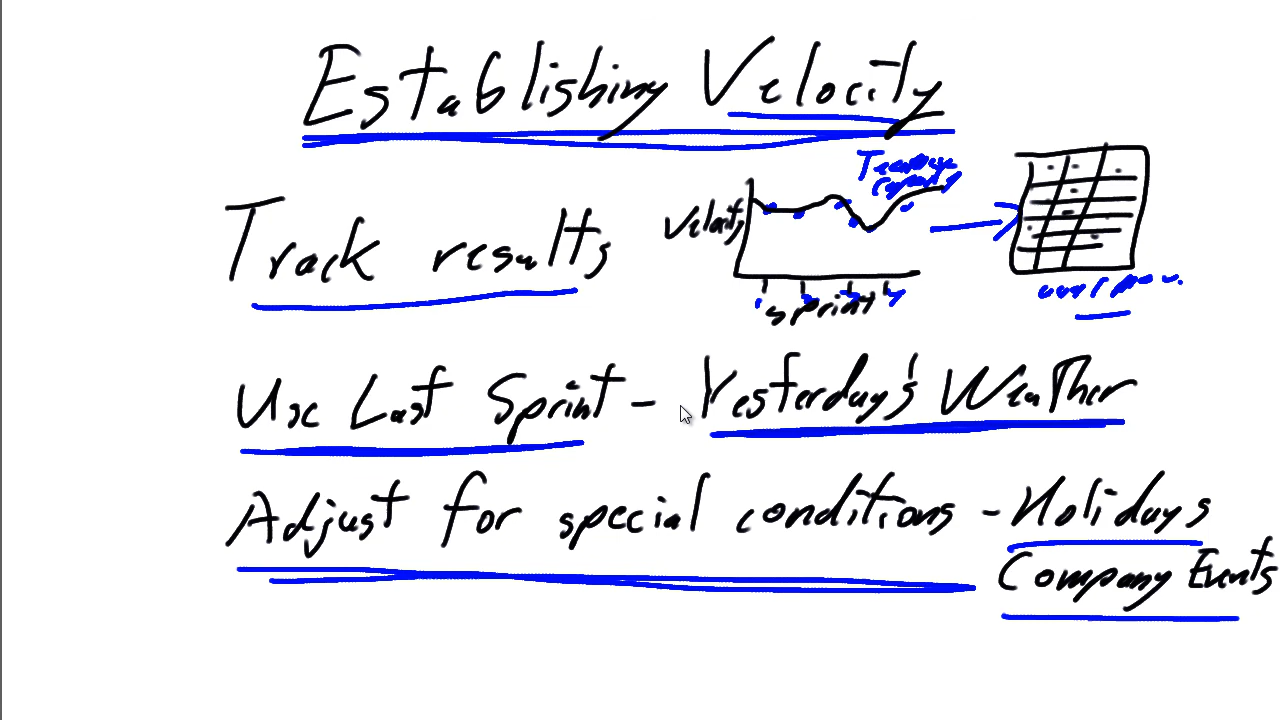 Establishing Velocity
Track results
Velocity
Sprint
Use Last Sprint - Yesterday's Weather
Adjust for special conditions - Holidays
Company Events